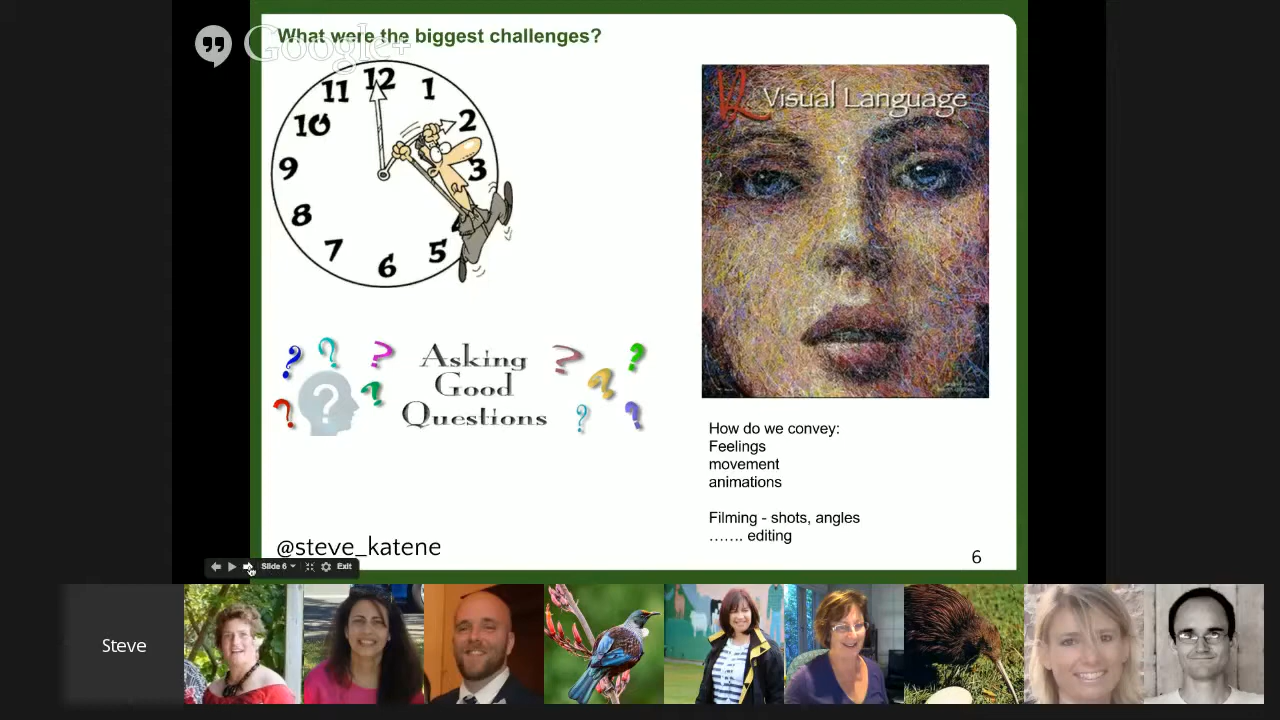 What were the biggest challenges?
Google+
12
1
2
3
5
6
7
8
9
10
11
VL Visual Language
Asking
Good
Questions
How do we convey:
Feelings
movement
animations
Filming - shots, angles
....... editing
@steve_katene
6
Slide 6
Exit
Steve